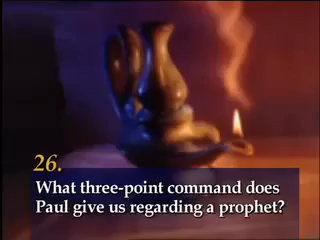 26.
What three-point command does
Paul give us regarding a prophet?